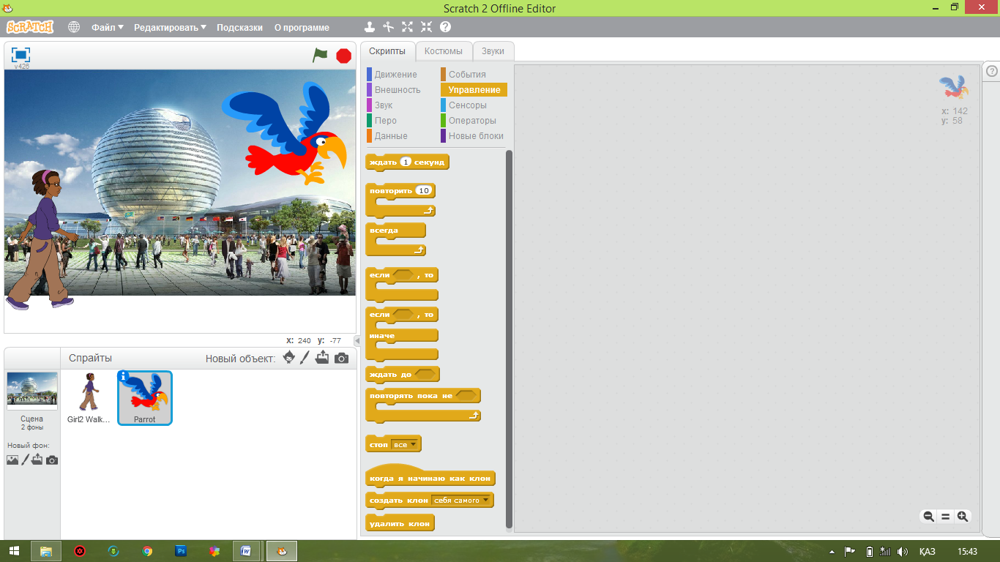 Scratch 2 Offline Editor
SCRATCH
Файл
Редактировать
Подсказки
О программе
v426
Скрипты
Костюмы
Звуки
Движение
События
Внешность
Управление
Звук
Сенсоры
Перо
Операторы
Данные
Новые блоки
x: 142
y: 58
ждать 1 секунд
повторить 10
всегда
если , то
если , то
иначе
ждать до
повторять пока не
стоп все
когда я начинаю как клон
создать клон себя самого
удалить клон
x: 240 y: -77
Спрайты
Новый объект:
Girl2 Walk...
Parrot
Сцена
2 фоны
Новый фон:
Ps
W
ҚАЗ
15:43